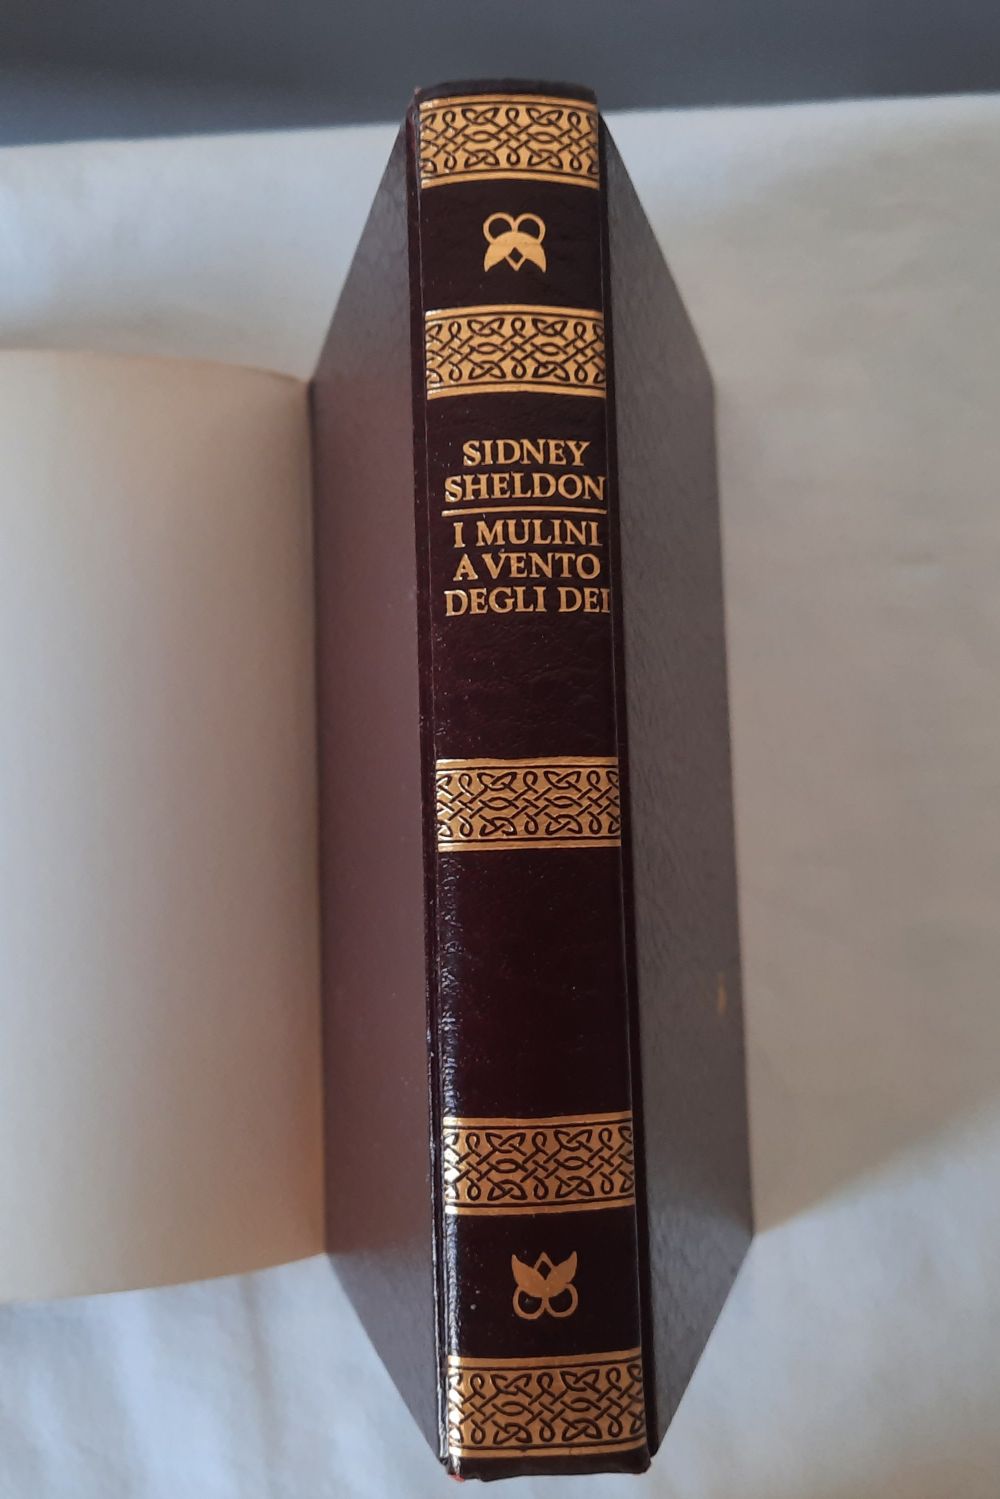 SIDNEY
SHELDON
I MULINI
A VENTO
DEGLI DEI